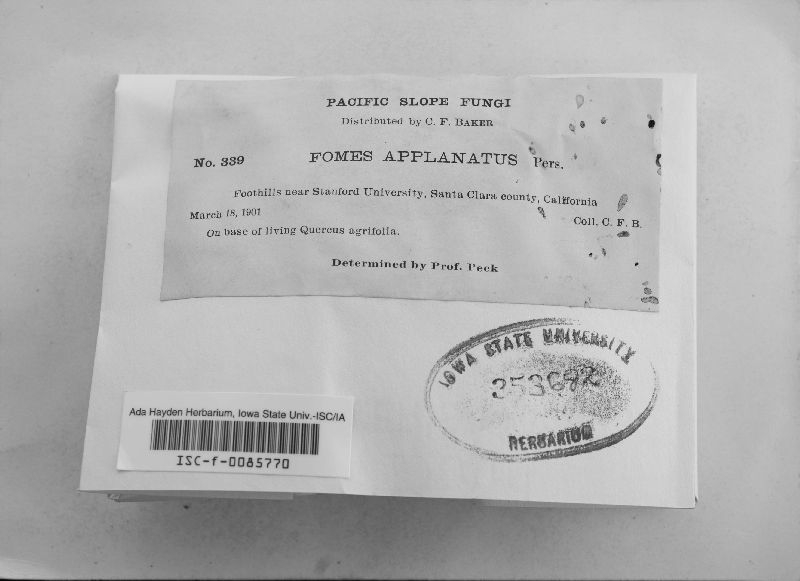 PACIFIC SLOPE FUNGI
Distributed by C. F. BAKER
No. 339 FOMES APPLANATUS Pers.
Foothills near Stanford University, Santa Clara county, California
March 18, 1901 Coll. C. F. B.
On base of living Quercus agrifolia.
Determined by Prof. Peck
IOWA STATE UNIVERSITY
353692
HERBARIUM
Ada Hayden Herbarium, Iowa State Univ.-ISC/IA
ISC-f-0085770